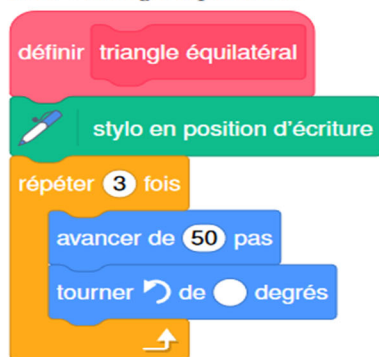 définir triangle équilatéral
stylo en position d'écriture
répéter 3 fois
avancer de 50 pas
tourner de degrés